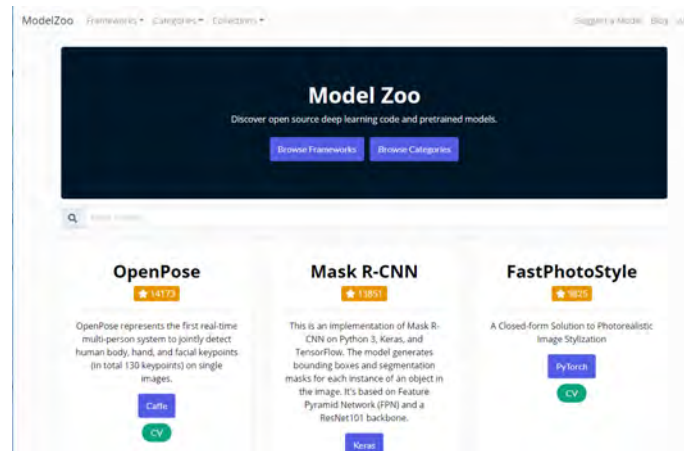 ModelZoo Frameworks Categories Collections Suggest a Model Blog
Model Zoo
Discover open source deep learning code and pretrained models.
Browse Frameworks Browse Categories
OpenPose
14173
OpenPose represents the first real-time
multi-person system to jointly detect
human body, hand, and facial keypoints
(in total 130 keypoints) on single
images.
Caffe
CV
Mask R-CNN
13851
This is an implementation of Mask R-
CNN on Python 3, Keras, and
TensorFlow. The model generates
bounding boxes and segmentation
masks for each instance of an object in
the image. It's based on Feature
Pyramid Network (FPN) and a
ResNet101 backbone.
Keras
FastPhotoStyle
9825
A Closed-form Solution to Photorealistic
Image Stylization
PyTorch
CV